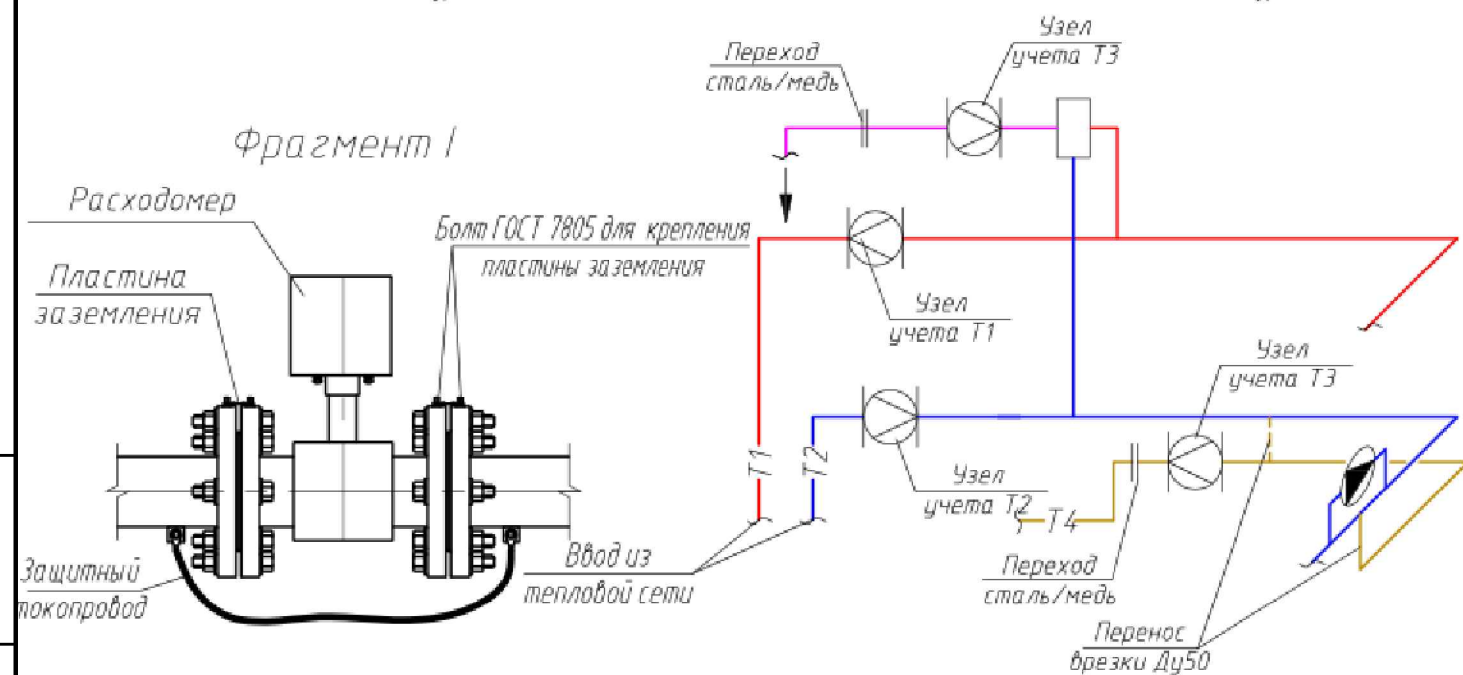 Фрагмент I
Расходомер
Пластина
заземления
Болт ГОСТ 7805 для крепления
пластины заземления
Защитный
токопровод
Ввод из
тепловой сети
Переход
сталь/медь
Узел
учета Т3
Узел
учета Т1
Узел
учета Т3
Т1
Т2
Узел
учета Т2
Т4
Переход
сталь/медь
Перенос
врезки Ду50